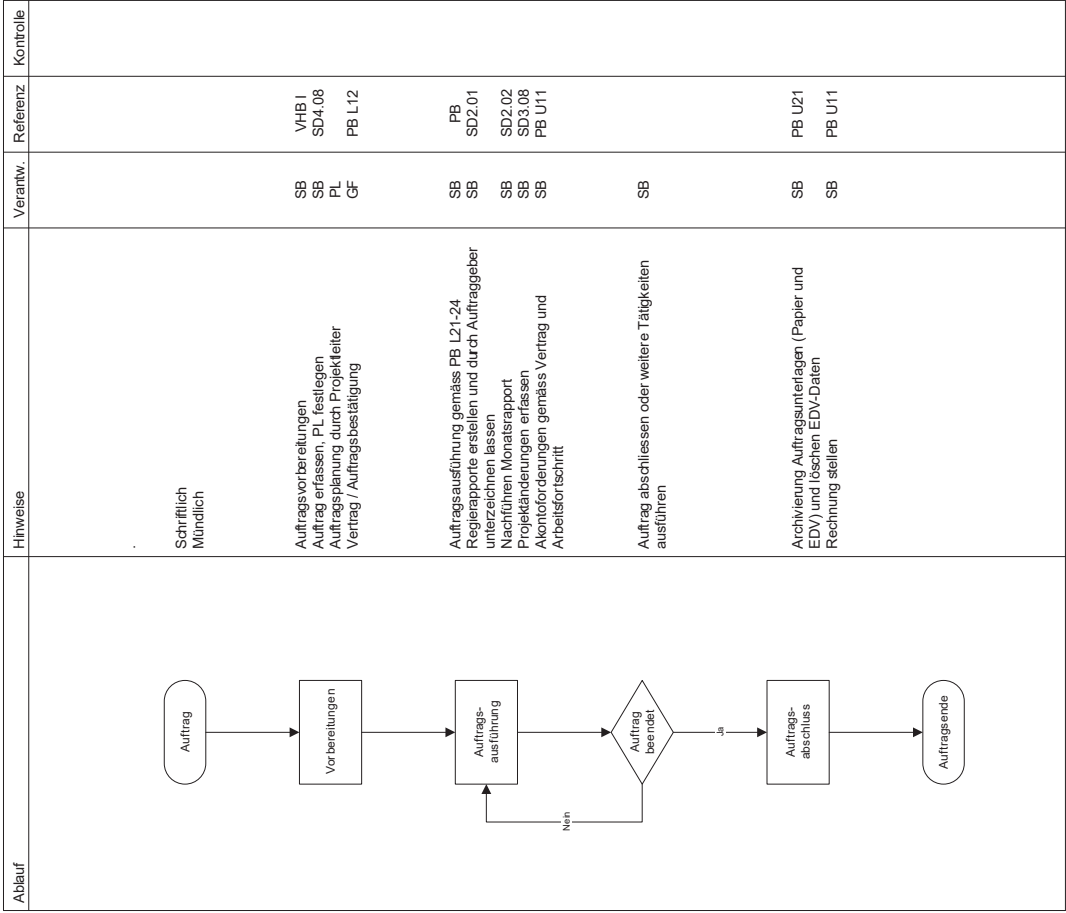 Ablauf
Hinweise
Verantw.
Referenz
Kontrolle
Auftrag
Schriftlich
Mündlich
Vorbereitungen
Auftragsvorbereitungen SB VHB I
Auftrag erfassen, PL festlegen SB SD4.08
Auftragsplanung durch Projektleiter PL
Vertrag / Auftragsbestätigung GF PB L12
Auftrags-
ausführung
Auftragsausführung gemäss PB L21-24 SB PB
Regierapporte erstellen und durch Auftraggeber SB SD2.01
unterzeichnen lassen
Nachführen Monatsrapport SB SD2.02
Projektänderungen erfassen SB SD3.08
Akontoforderungen gemäss Vertrag und SB PB U11
Arbeitsfortschritt
Nein
Auftrag
beendet
Auftrag abschliessen oder weitere Tätigkeiten SB
ausführen
Ja
Auftrags-
abschluss
Archivierung Auftragsunterlagen (Papier und SB PB U21
EDV) und löschen EDV-Daten
Rechnung stellen SB PB U11
Auftragsende